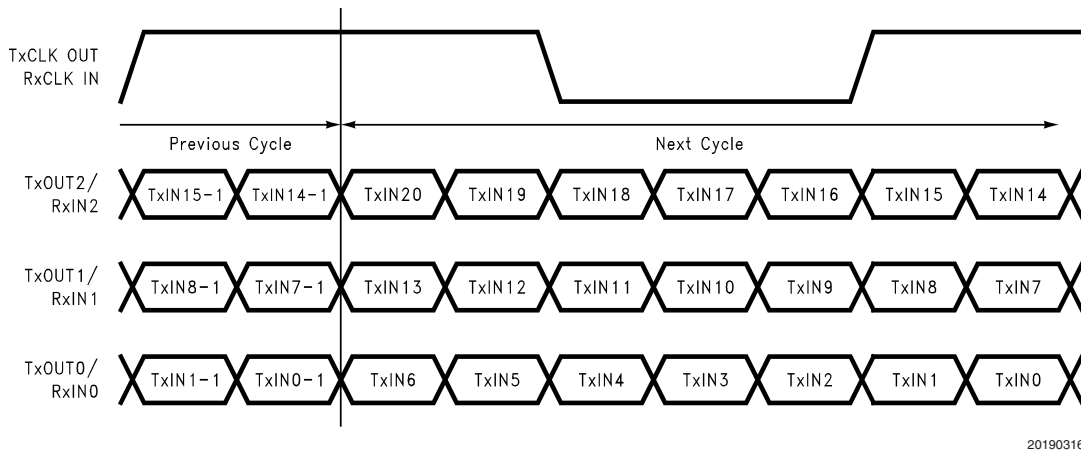 TxCLK OUT
RxCLK IN
Previous Cycle
Next Cycle
TxOUT2/
RxIN2
TxIN15-1 TxIN14-1 TxIN20 TxIN19 TxIN18 TxIN17 TxIN16 TxIN15 TxIN14
TxOUT1/
RxIN1
TxIN8-1 TxIN7-1 TxIN13 TxIN12 TxIN11 TxIN10 TxIN9 TxIN8 TxIN7
TxOUT0/
RxIN0
TxIN1-1 TxIN0-1 TxIN6 TxIN5 TxIN4 TxIN3 TxIN2 TxIN1 TxIN0
20190316